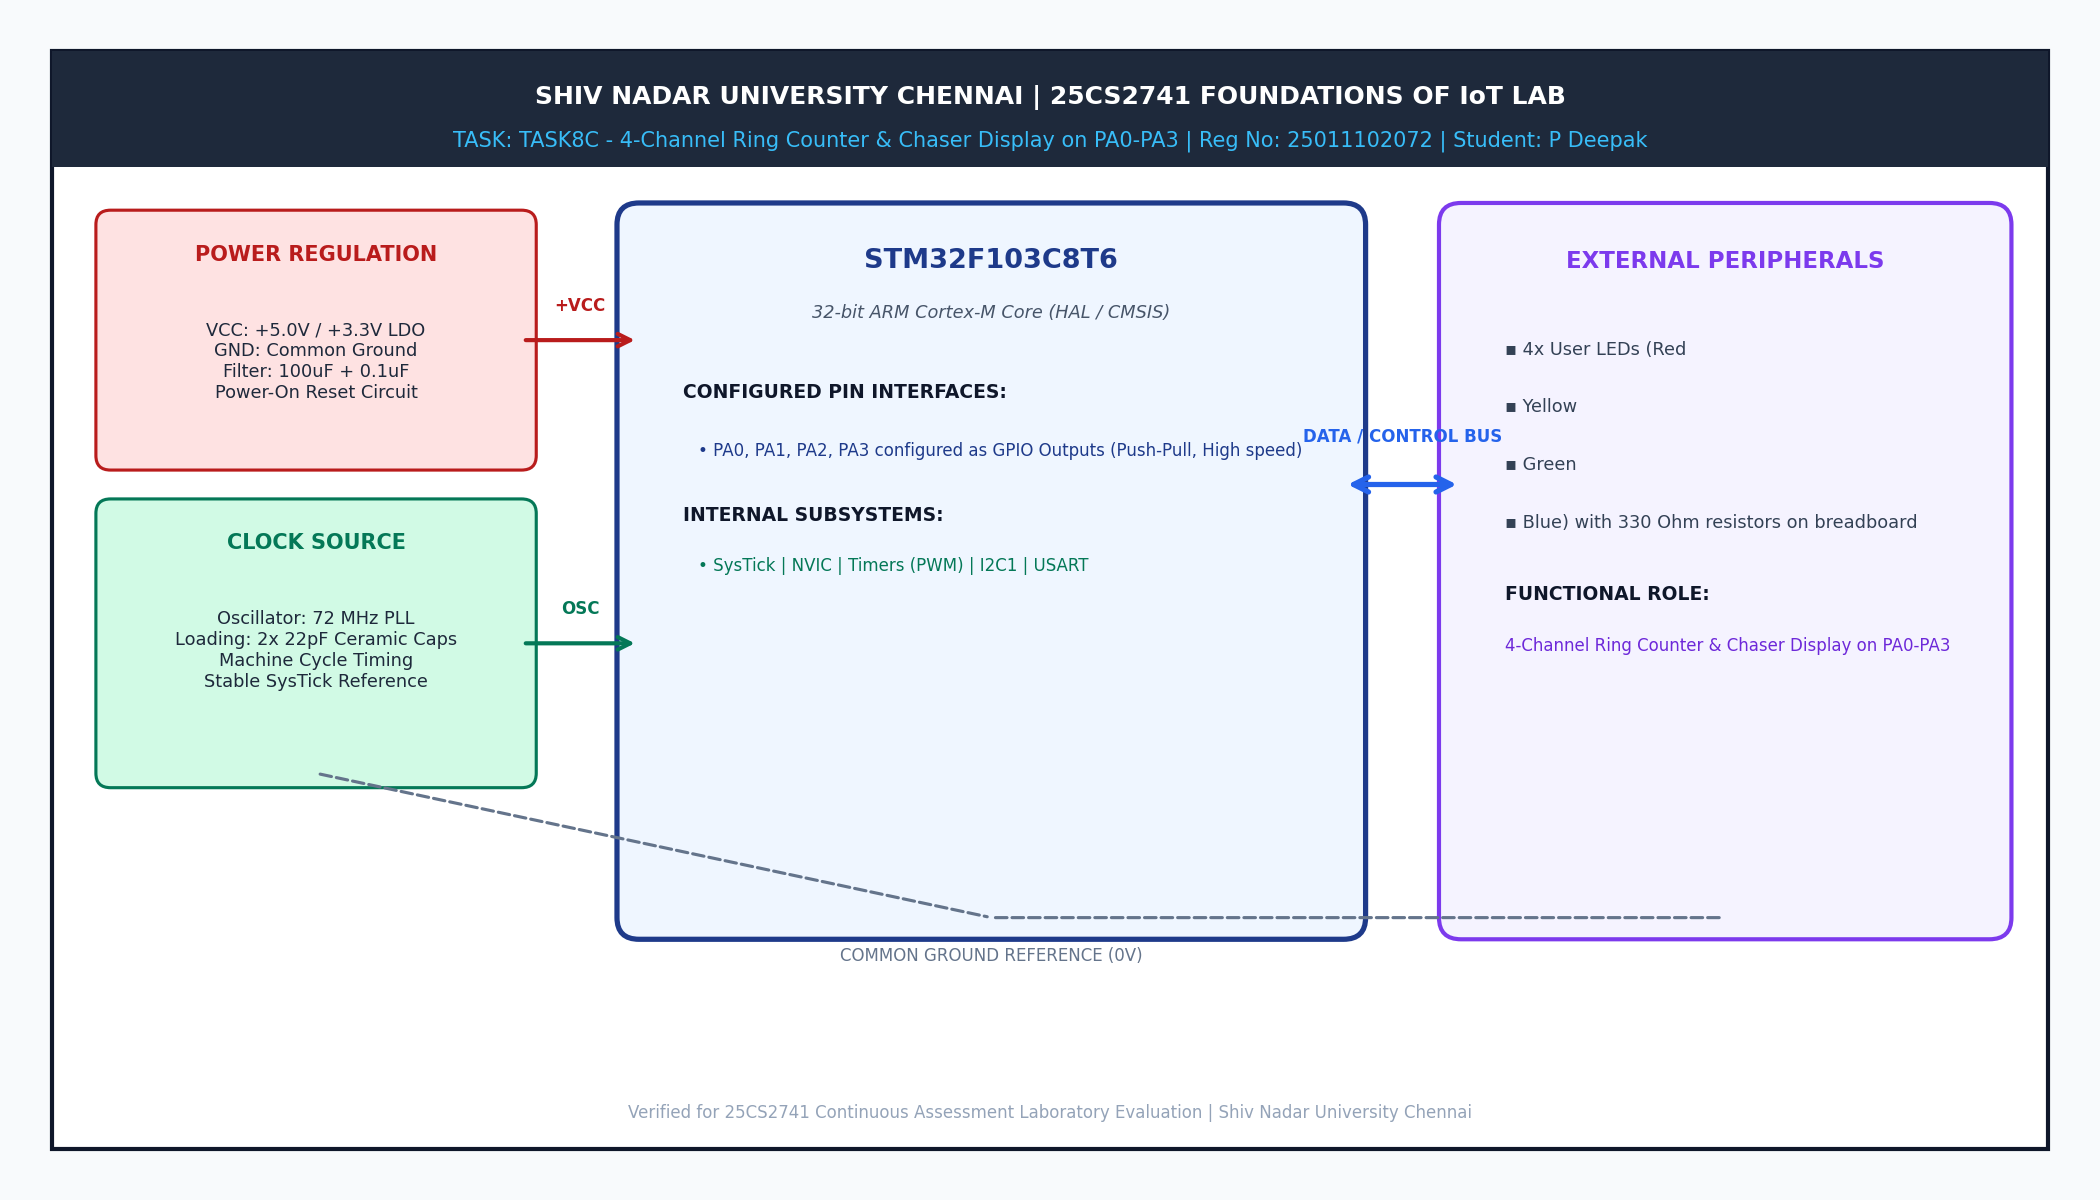 SHIV NADAR UNIVERSITY CHENNAI | 25CS2741 FOUNDATIONS OF IoT LAB
TASK: TASK8C - 4-Channel Ring Counter & Chaser Display on PA0-PA3 | Reg No: 25011102072 | Student: P Deepak
POWER REGULATION
VCC: +5.0V / +3.3V LDO
GND: Common Ground
Filter: 100uF + 0.1uF
Power-On Reset Circuit
+VCC
CLOCK SOURCE
Oscillator: 72 MHz PLL
Loading: 2x 22pF Ceramic Caps
Machine Cycle Timing
Stable SysTick Reference
OSC
STM32F103C8T6
32-bit ARM Cortex-M Core (HAL / CMSIS)
CONFIGURED PIN INTERFACES:
• PA0, PA1, PA2, PA3 configured as GPIO Outputs (Push-Pull, High speed)
INTERNAL SUBSYSTEMS:
• SysTick | NVIC | Timers (PWM) | I2C1 | USART
DATA / CONTROL BUS
EXTERNAL PERIPHERALS
▪ 4x User LEDs (Red
▪ Yellow
▪ Green
▪ Blue) with 330 Ohm resistors on breadboard
FUNCTIONAL ROLE:
4-Channel Ring Counter & Chaser Display on PA0-PA3
COMMON GROUND REFERENCE (0V)
Verified for 25CS2741 Continuous Assessment Laboratory Evaluation | Shiv Nadar University Chennai